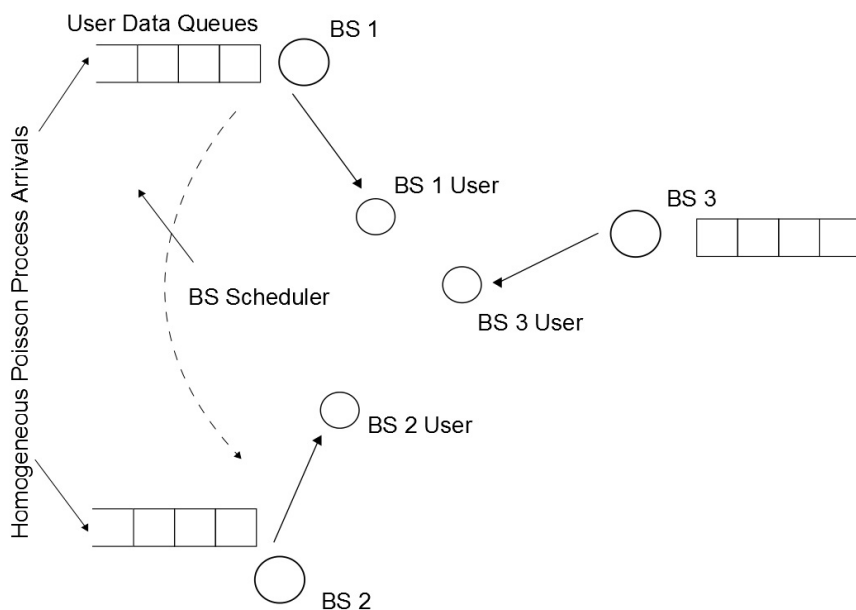 User Data Queues
BS 1
Homogeneous Poisson Process Arrivals
BS 1 User
BS 3
BS Scheduler
BS 3 User
BS 2 User
BS 2